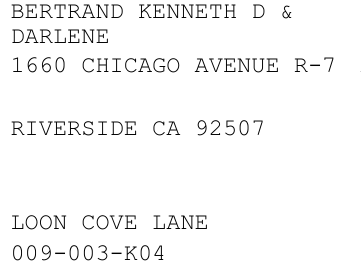 BERTRAND KENNETH D &
DARLENE
1660 CHICAGO AVENUE R-7
RIVERSIDE CA 92507
LOON COVE LANE
009-003-K04